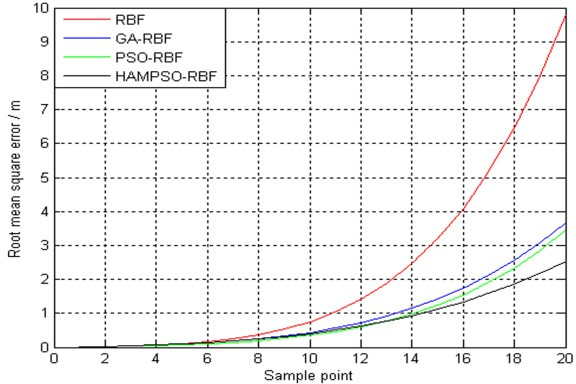 RBF
GA-RBF
PSO-RBF
HAMPSO-RBF
Root mean square error / m
10
9
8
7
6
5
4
3
2
1
0
0 2 4 6 8 10 12 14 16 18 20
Sample point